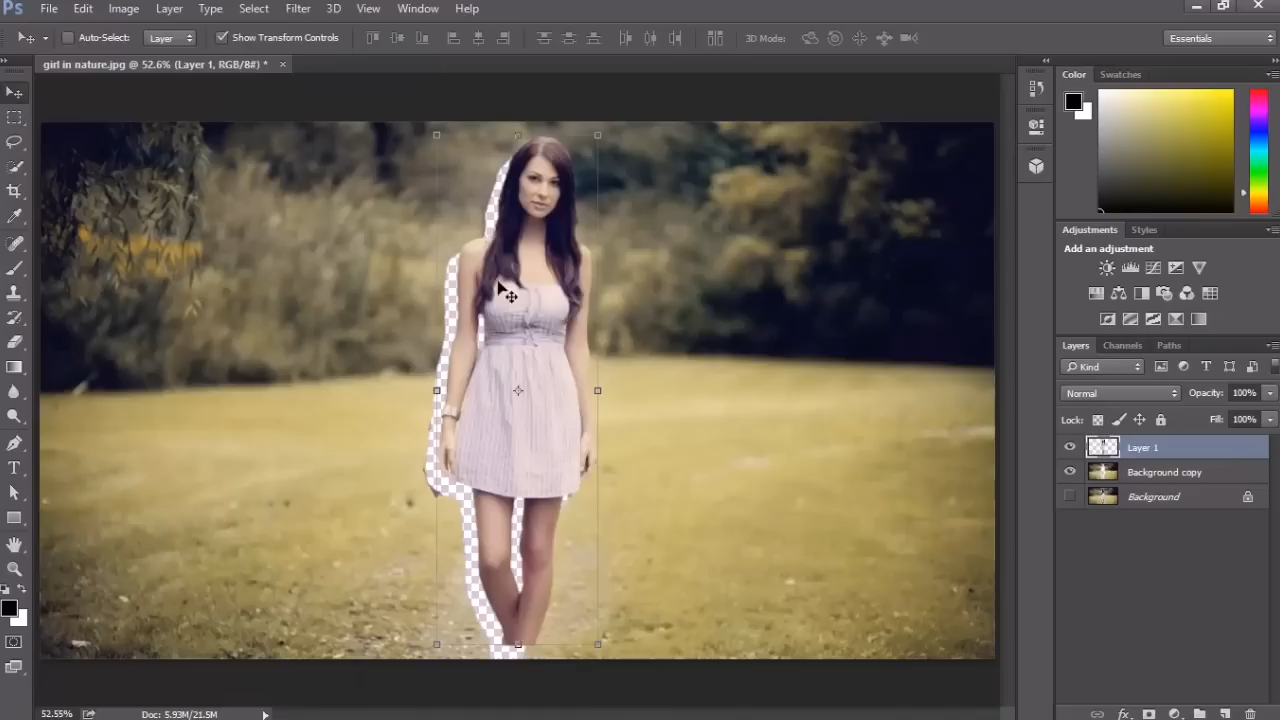 Ps File Edit Image Layer Type Select Filter 3D View Window Help
Auto-Select: Layer Show Transform Controls 3D Mode: Essentials
girl in nature.jpg @ 52.6% (Layer 1, RGB/8#) * ×
Color Swatches
Adjustments Styles
Add an adjustment
Layers Channels Paths
Kind T
Normal Opacity: 100%
Lock: Fill: 100%
Layer 1
Background copy
Background
T
52.55% Doc: 5.93M/21.5M
fx